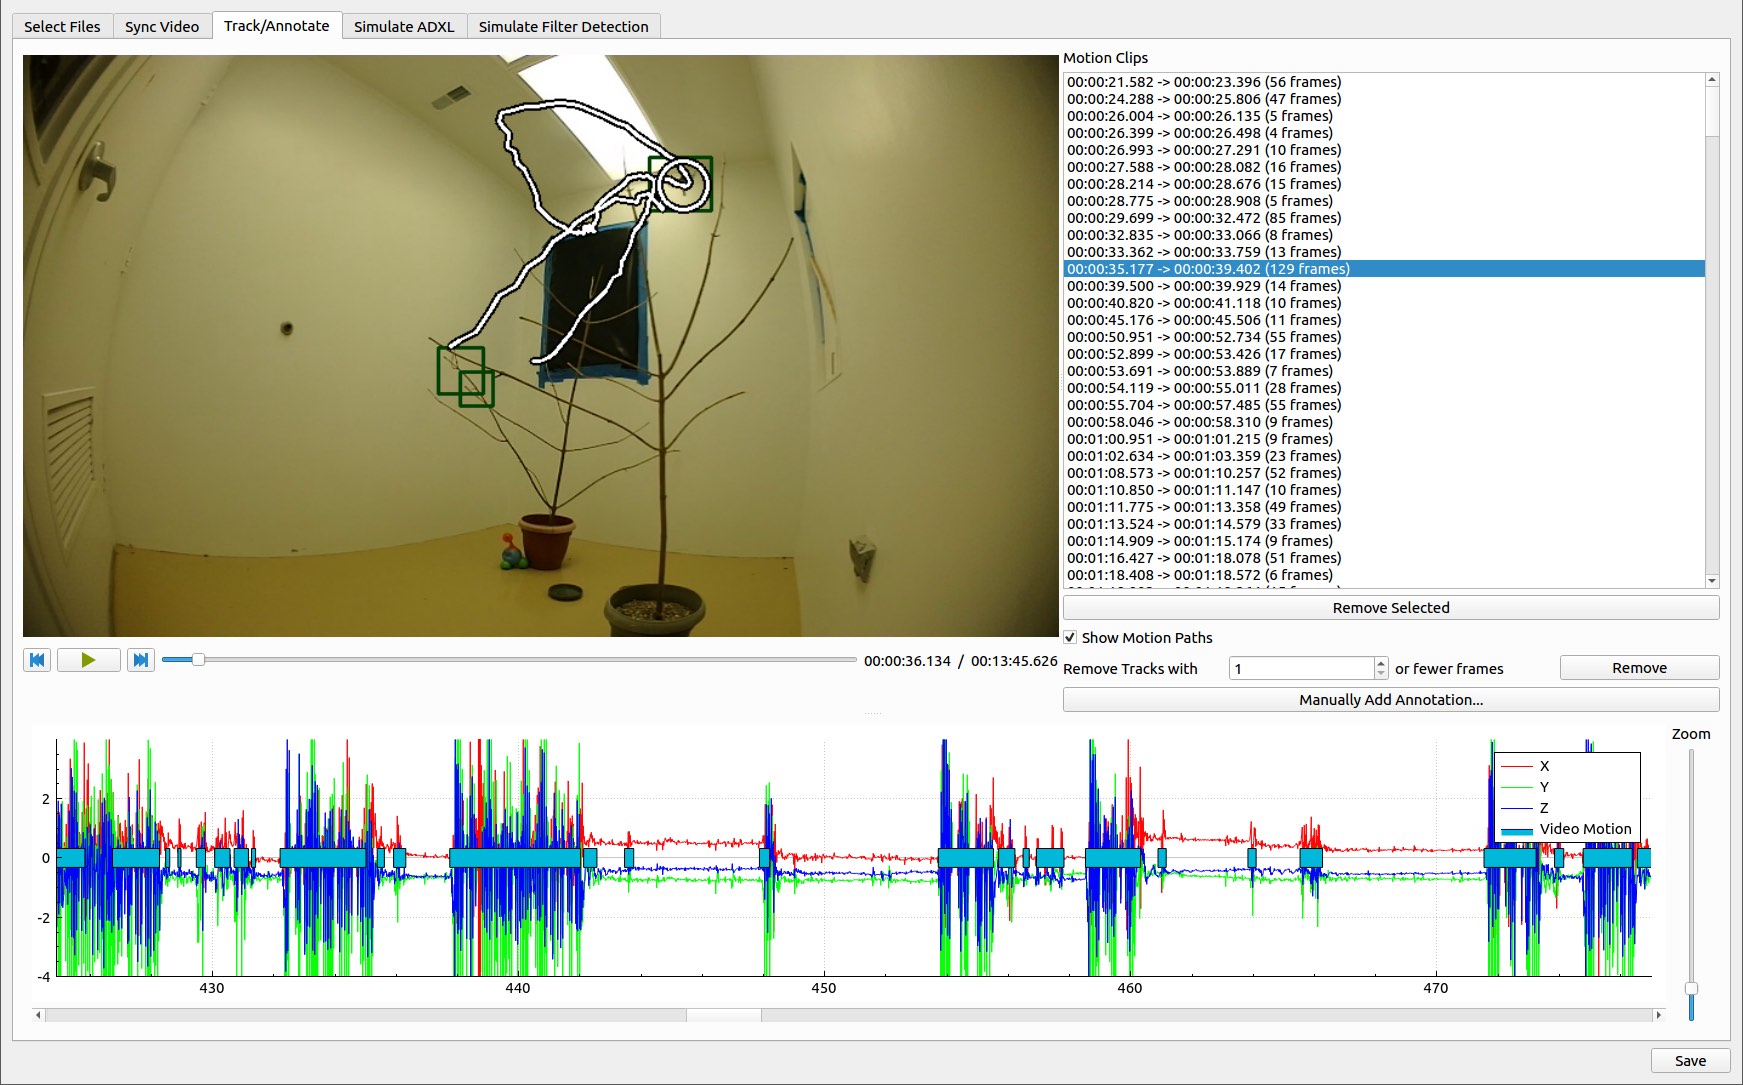 Select Files
Sync Video
Track/Annotate
Simulate ADXL
Simulate Filter Detection
Motion Clips
00:00:21.582 -> 00:00:23.396 (56 frames)
00:00:24.288 -> 00:00:25.806 (47 frames)
00:00:26.004 -> 00:00:26.135 (5 frames)
00:00:26.399 -> 00:00:26.498 (4 frames)
00:00:26.993 -> 00:00:27.291 (10 frames)
00:00:27.588 -> 00:00:28.082 (16 frames)
00:00:28.214 -> 00:00:28.676 (15 frames)
00:00:28.775 -> 00:00:28.908 (5 frames)
00:00:29.699 -> 00:00:32.472 (85 frames)
00:00:32.835 -> 00:00:33.066 (8 frames)
00:00:33.362 -> 00:00:33.759 (13 frames)
00:00:35.177 -> 00:00:39.402 (129 frames)
00:00:39.500 -> 00:00:39.929 (14 frames)
00:00:40.820 -> 00:00:41.118 (10 frames)
00:00:45.176 -> 00:00:45.506 (11 frames)
00:00:50.951 -> 00:00:52.734 (55 frames)
00:00:52.899 -> 00:00:53.426 (17 frames)
00:00:53.691 -> 00:00:53.889 (7 frames)
00:00:54.119 -> 00:00:55.011 (28 frames)
00:00:55.704 -> 00:00:57.485 (55 frames)
00:00:58.046 -> 00:00:58.310 (9 frames)
00:01:00.951 -> 00:01:01.215 (9 frames)
00:01:02.634 -> 00:01:03.359 (23 frames)
00:01:08.573 -> 00:01:10.257 (52 frames)
00:01:10.850 -> 00:01:11.147 (10 frames)
00:01:11.775 -> 00:01:13.358 (49 frames)
00:01:13.524 -> 00:01:14.579 (33 frames)
00:01:14.909 -> 00:01:15.174 (9 frames)
00:01:16.427 -> 00:01:18.078 (51 frames)
00:01:18.408 -> 00:01:18.572 (6 frames)
Remove Selected
Show Motion Paths
00:00:36.134 / 00:13:45.626
Remove Tracks with 1 or fewer frames
Remove
Manually Add Annotation...
Zoom
X
Y
Z
Video Motion
2
0
-2
-4
430
440
450
460
470
Save